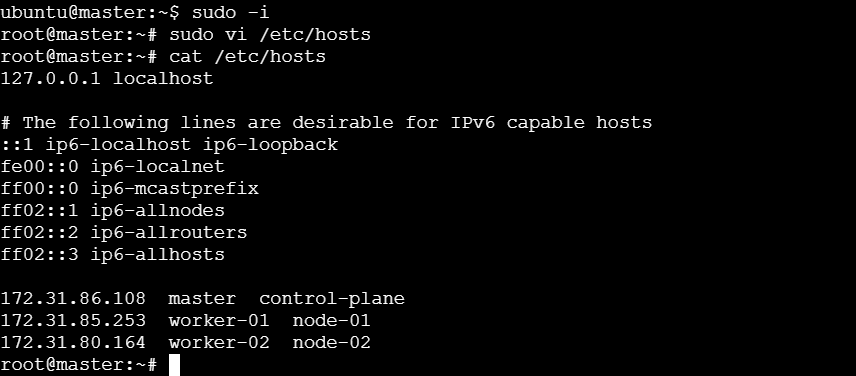 ubuntu@master:~$ sudo -i
root@master:~# sudo vi /etc/hosts
root@master:~# cat /etc/hosts
127.0.0.1 localhost
# The following lines are desirable for IPv6 capable hosts
::1 ip6-localhost ip6-loopback
fe00::0 ip6-localnet
ff00::0 ip6-mcastprefix
ff02::1 ip6-allnodes
ff02::2 ip6-allrouters
ff02::3 ip6-allhosts
172.31.86.108  master  control-plane
172.31.85.253  worker-01  node-01
172.31.80.164  worker-02  node-02
root@master:~#